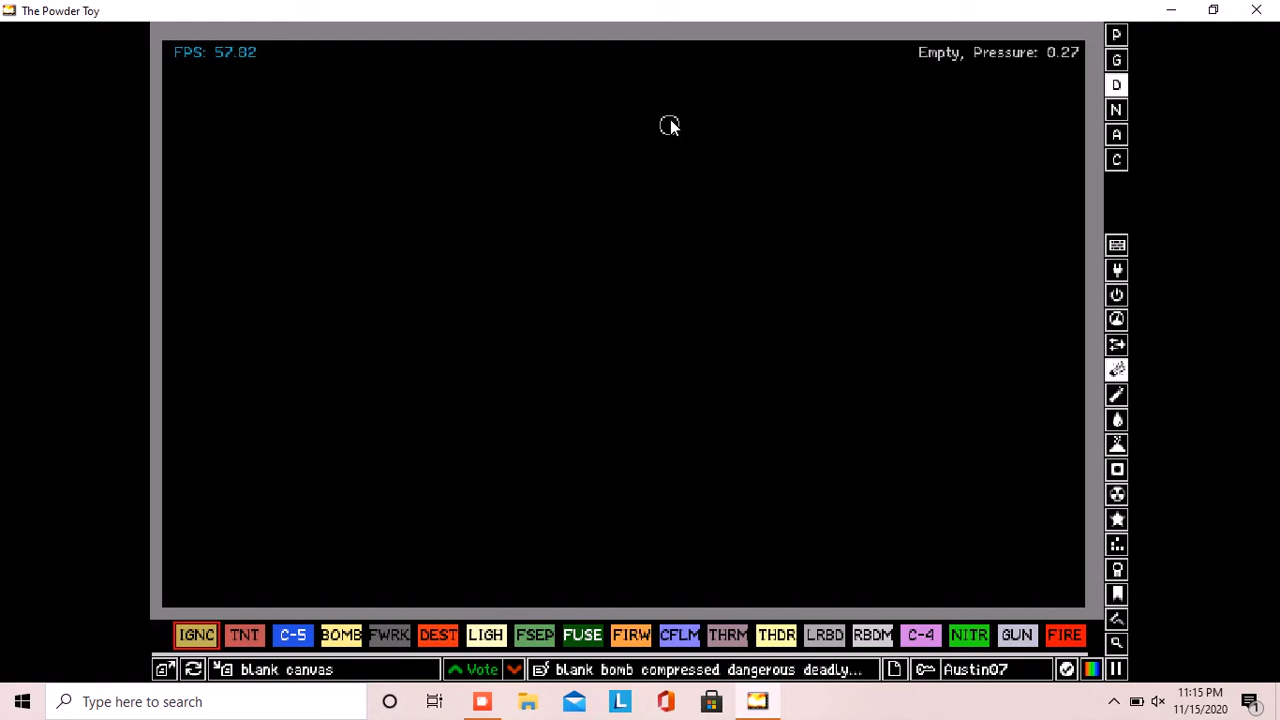 The Powder Toy
FPS: 57.82
Empty, Pressure: 0.27
P
G
D
N
A
C
IGNC TNT C-5 BOMB FWRK DEST LIGH FSEP FUSE FIRW CFLM THRM THDR LRBD RBDM C-4 NITR GUN FIRE
blank canvas Vote blank bomb compressed dangerous deadly... Austin07
Type here to search
L
11:15 PM
11/15/2020
1